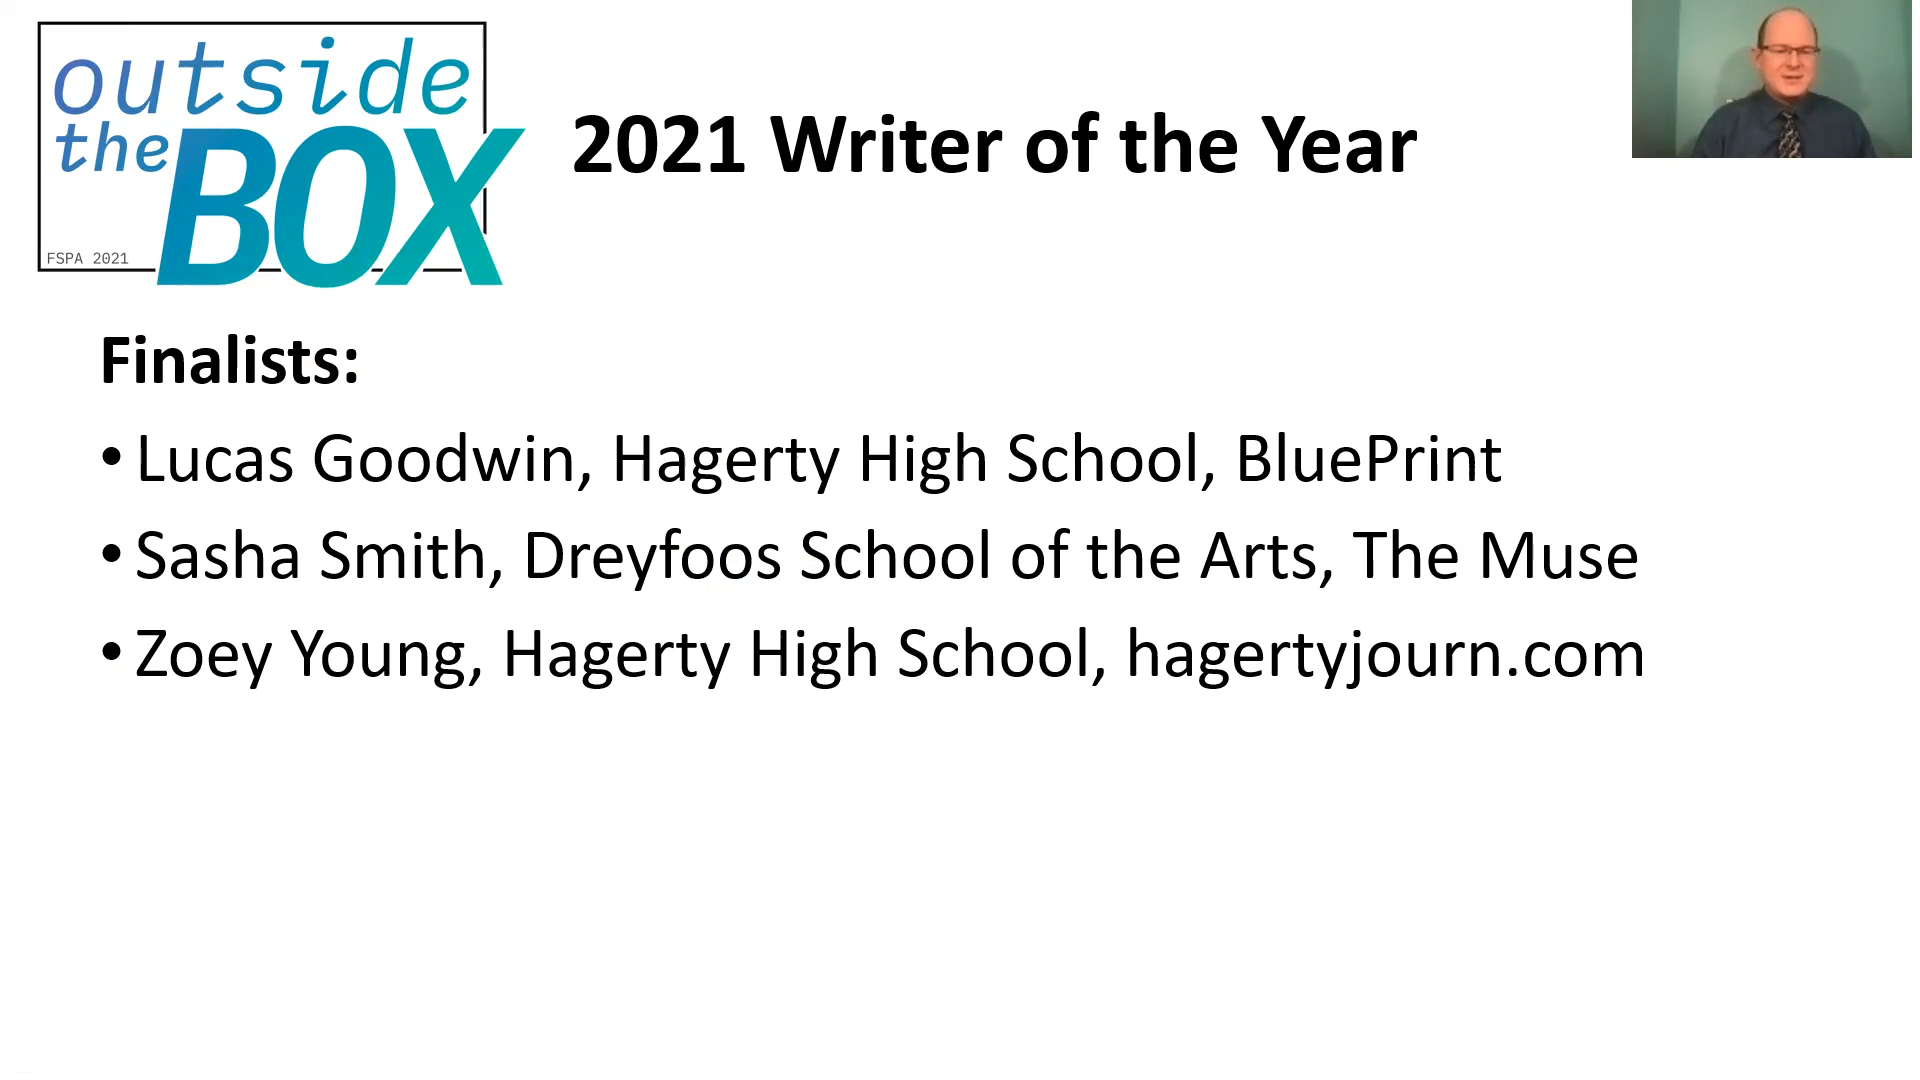 outside
the BOX
FSPA 2021
2021 Writer of the Year
Finalists:
• Lucas Goodwin, Hagerty High School, BluePrint
• Sasha Smith, Dreyfoos School of the Arts, The Muse
• Zoey Young, Hagerty High School, hagertyjourn.com